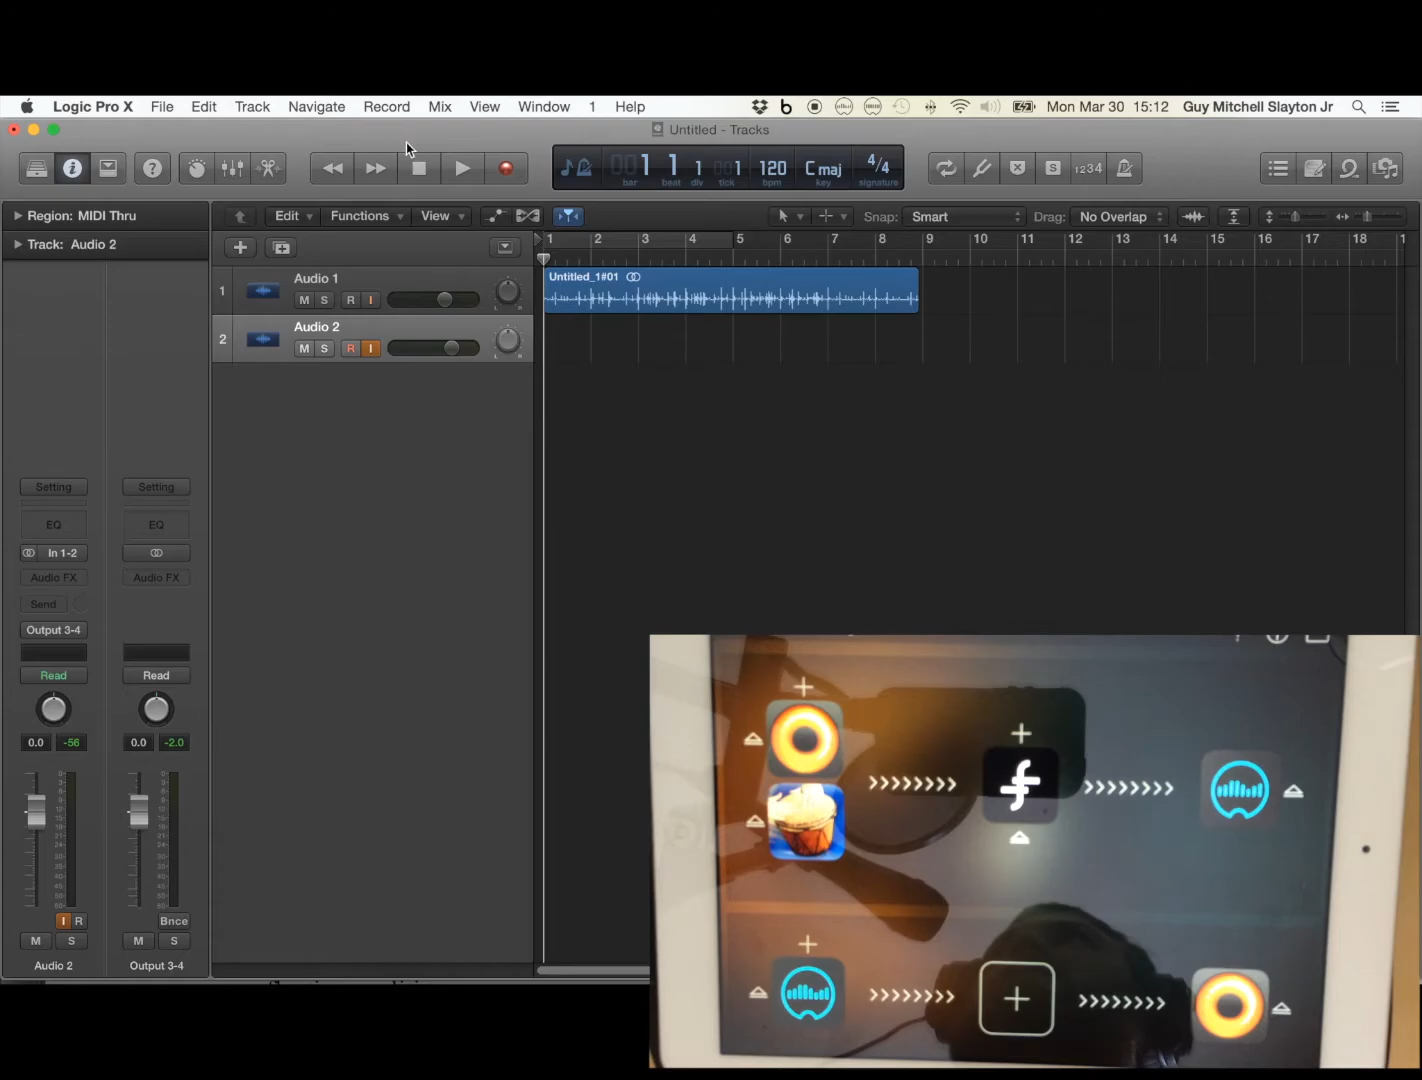 Logic Pro X File Edit Track Navigate Record Mix View Window 1 Help Mon Mar 30 15:12 Guy Mitchell Slayton Jr
Untitled - Tracks
1 1 1 1 120 C maj 4/4 1234
bar beat div tick bpm key signature
Region: MIDI Thru Edit Functions View Snap: Smart Drag: No Overlap
Track: Audio 2 1 2 3 4 5 6 7 8 9 10 11 12 13 14 15 16 17 18 1
1 Audio 1 Untitled_1#01
M S R I L R
2 Audio 2
M S R I L R
Setting Setting
EQ EQ
In 1-2
Audio FX Audio FX
Send
Output 3-4
Read Read
0.0 -56 0.0 -2.0
I R Bnce
M S M S
Audio 2 Output 3-4